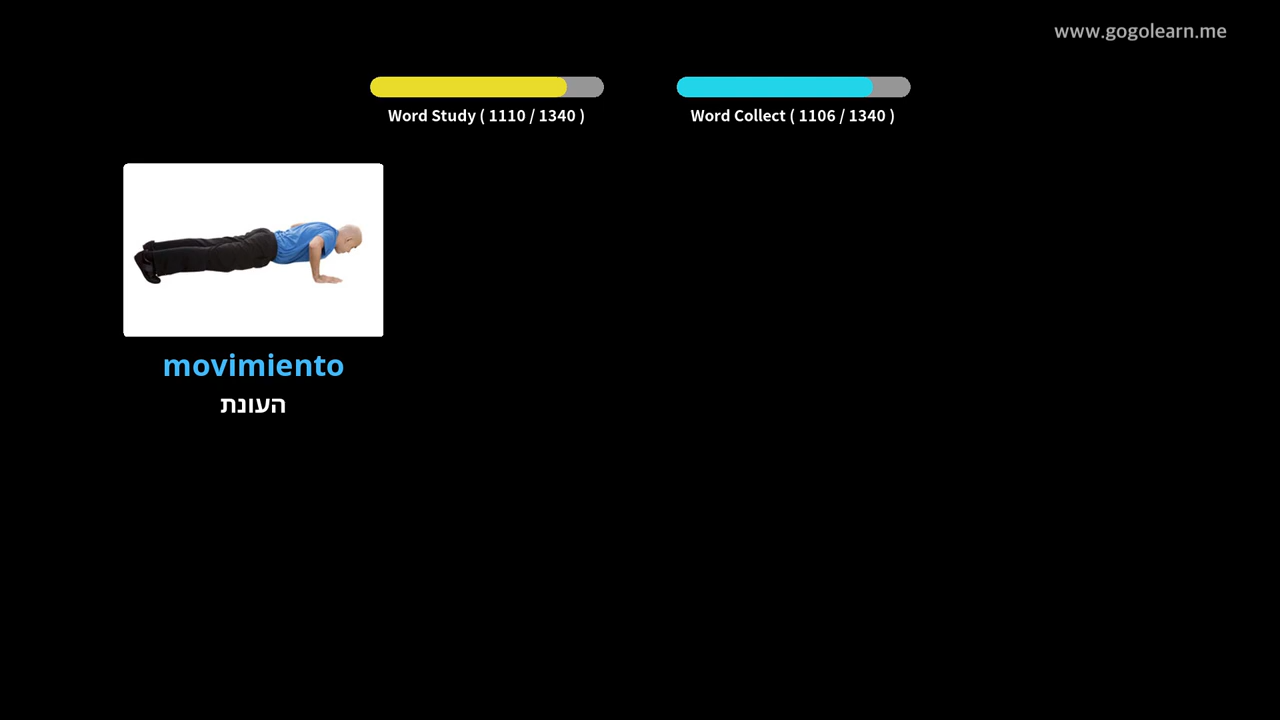 www.gogolearn.me
Word Study ( 1110 / 1340 )
Word Collect ( 1106 / 1340 )
movimiento
העונת